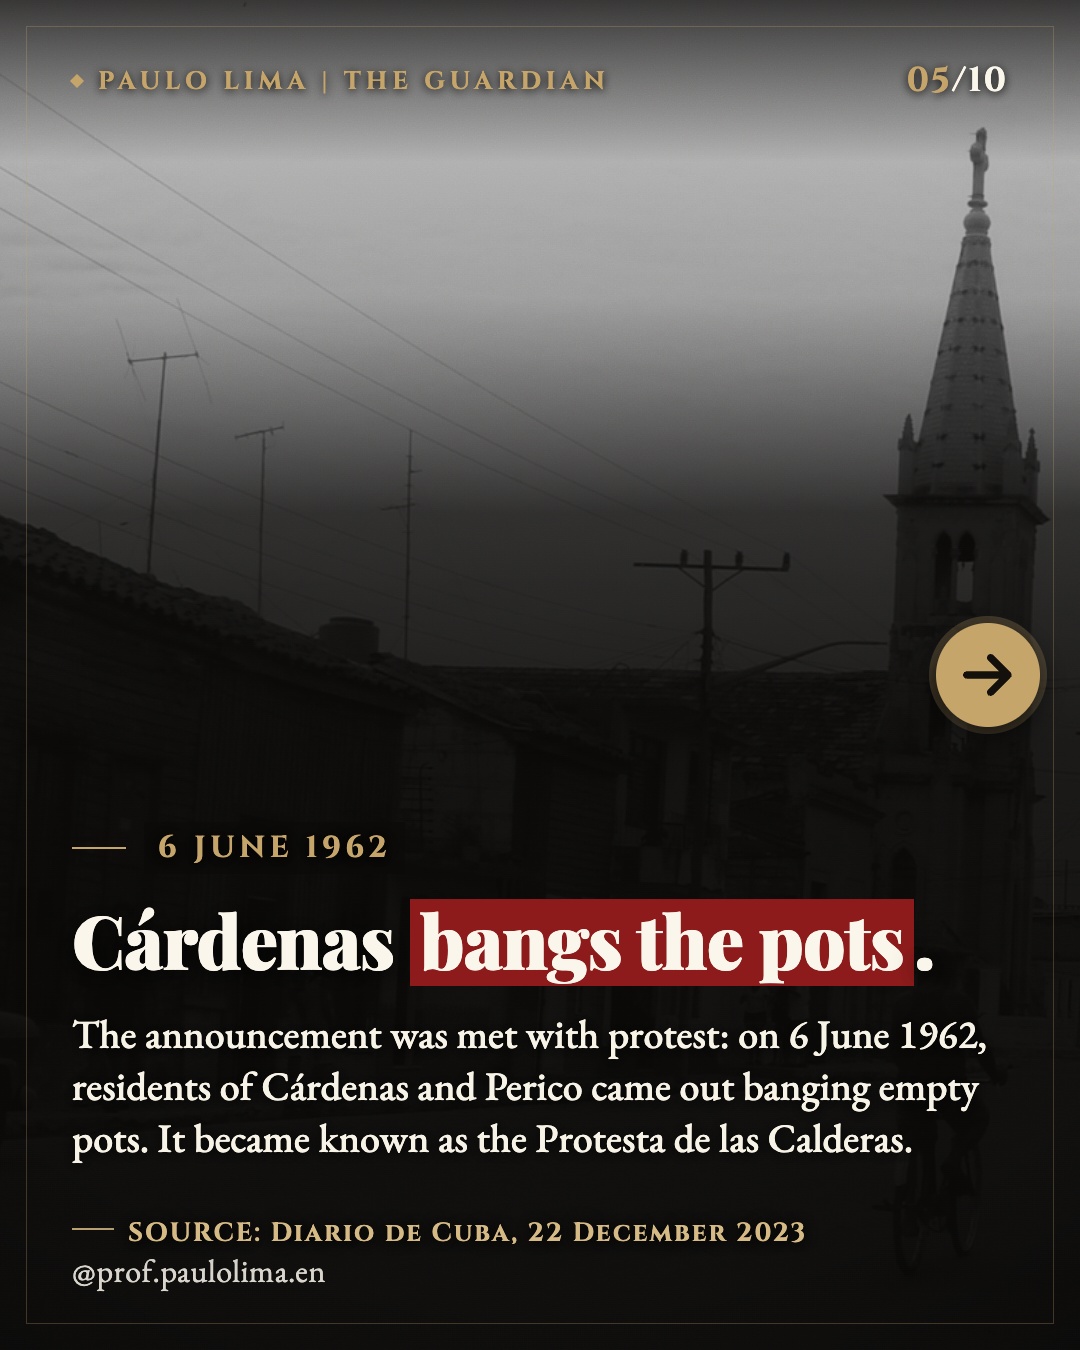 PAULO LIMA | THE GUARDIAN
05/10
6 JUNE 1962
Cárdenas bangs the pots.
The announcement was met with protest: on 6 June 1962,
residents of Cárdenas and Perico came out banging empty
pots. It became known as the Protesta de las Calderas.
SOURCE: Diario de Cuba, 22 December 2023
@prof.paulolima.en